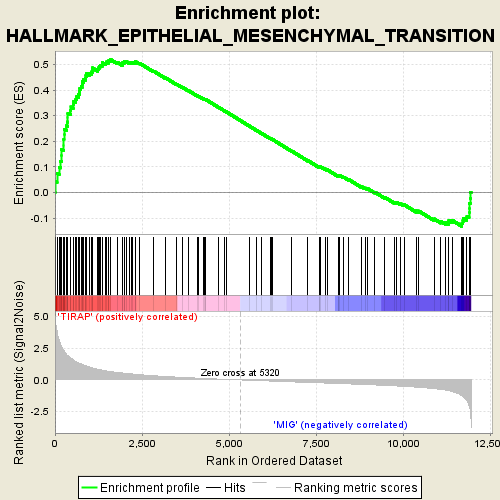 Enrichment plot:
HALLMARK_EPITHELIAL_MESENCHYMAL_TRANSITION
Enrichment score (ES)
0.5
0.4
0.3
0.2
0.1
0.0
-0.1
Ranked list metric (Signal2Noise)
5.0
2.5
0.0
-2.5
'TIRAP' (positively correlated)
Zero cross at 5320
'MIG' (negatively correlated)
0
2,500
5,000
7,500
10,000
12,500
Rank in Ordered Dataset
Enrichment profile
Hits
Ranking metric scores